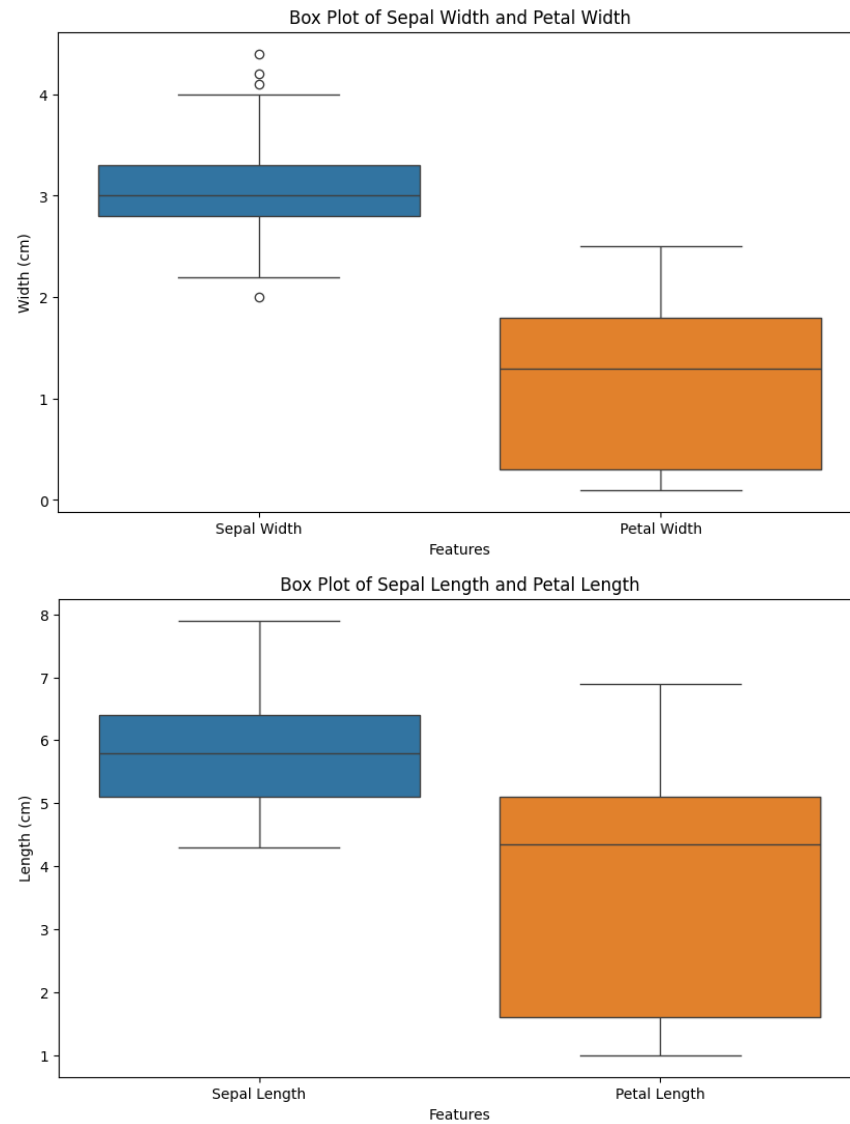 Box Plot of Sepal Width and Petal Width
4
3
2
1
0
Width (cm)
Sepal Width Petal Width
Features
Box Plot of Sepal Length and Petal Length
8
7
6
5
4
3
2
1
Length (cm)
Sepal Length Petal Length
Features